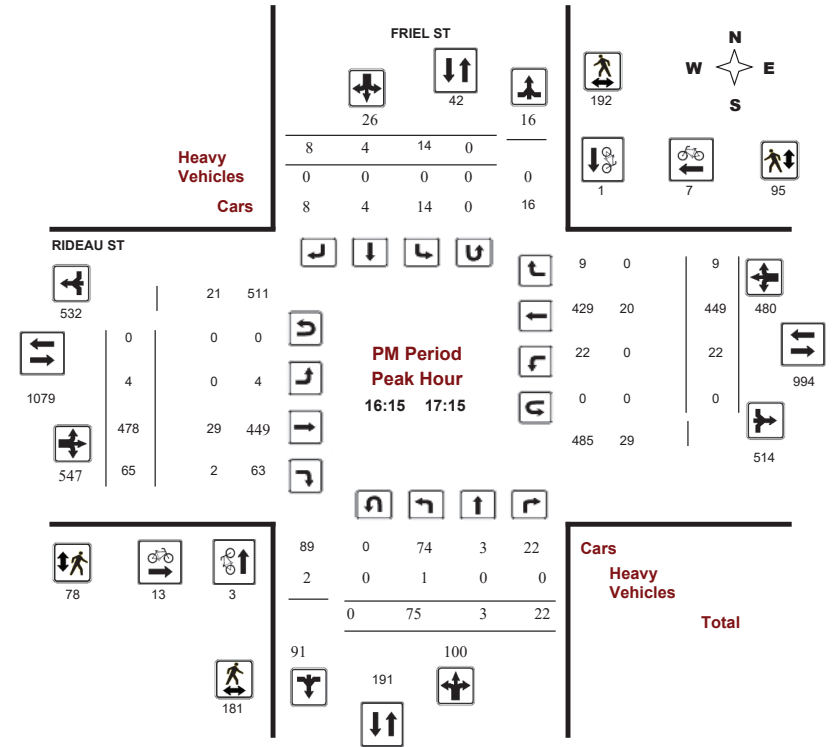 FRIEL ST
N
W E
S
26
42
16
192
8 4 14 0
Heavy
Vehicles
0 0 0 0 0
Cars
8 4 14 0 16
1 7 95
RIDEAU ST
532
21 511
9 0 9
0 0 0
429 20 449 480
PM Period
Peak Hour
16:15 17:15
1079
4 0 4
22 0 22
994
478 29 449
0 0 0
547
65 2 63
485 29
514
89 0 74 3 22
Cars
2 0 1 0 0
Heavy
Vehicles
0 75 3 22
Total
78 13 3
91 100
191
181